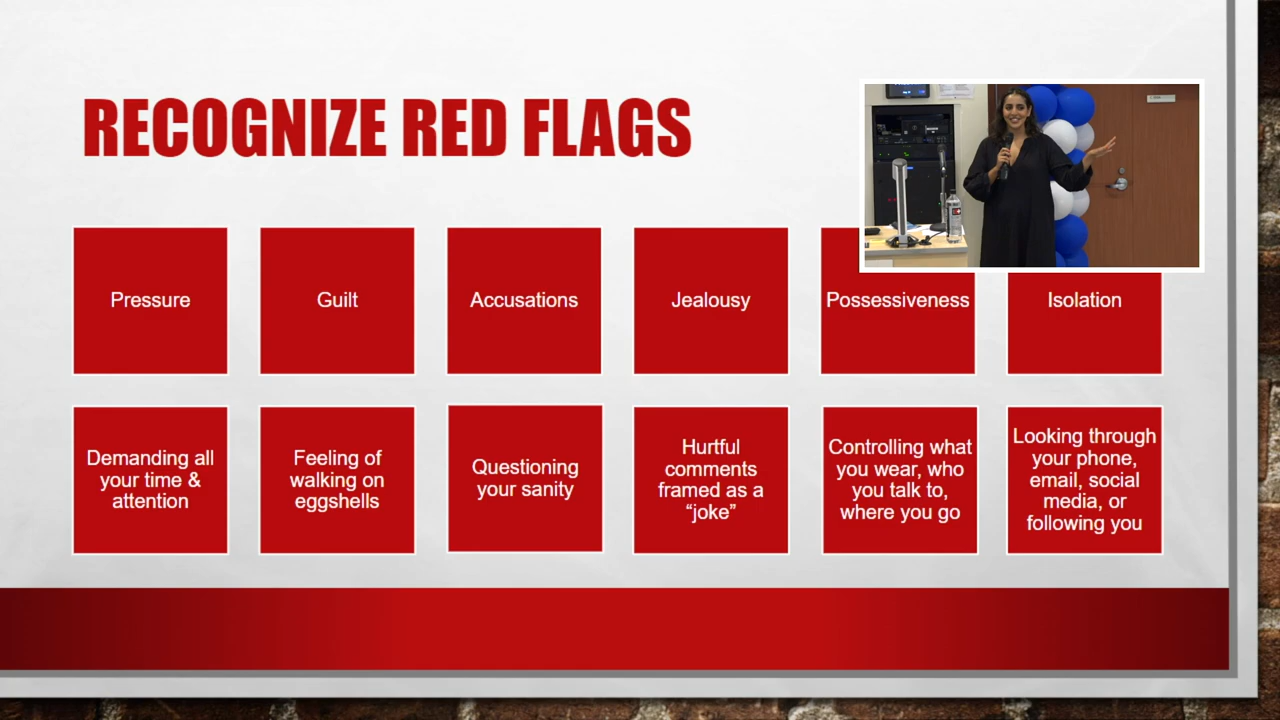 RECOGNIZE RED FLAGS
Pressure
Guilt
Accusations
Jealousy
Possessiveness
Isolation
Demanding all
your time &
attention
Feeling of
walking on
eggshells
Questioning
your sanity
Hurtful
comments
framed as a
“joke”
Controlling what
you wear, who
you talk to,
where you go
Looking through
your phone,
email, social
media, or
following you